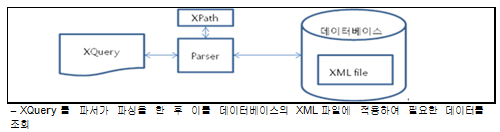 XPath
데이터베이스
XQuery
Parser
XML file
– XQuery 를 파서가 파싱을 한 후 이를 데이터베이스의 XML 파일에 적용하여 필요한 데이터를
조회